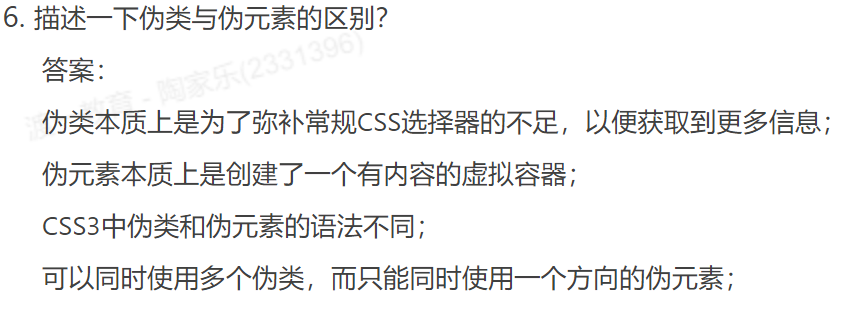 6. 描述一下伪类与伪元素的区别？
答案：
教育 - 陶家乐(2331396)
伪类本质上是为了弥补常规CSS选择器的不足，以便获取到更多信息；
伪元素本质上是创建了一个有内容的虚拟容器；
CSS3中伪类和伪元素的语法不同；
可以同时使用多个伪类，而只能同时使用一个方向的伪元素；